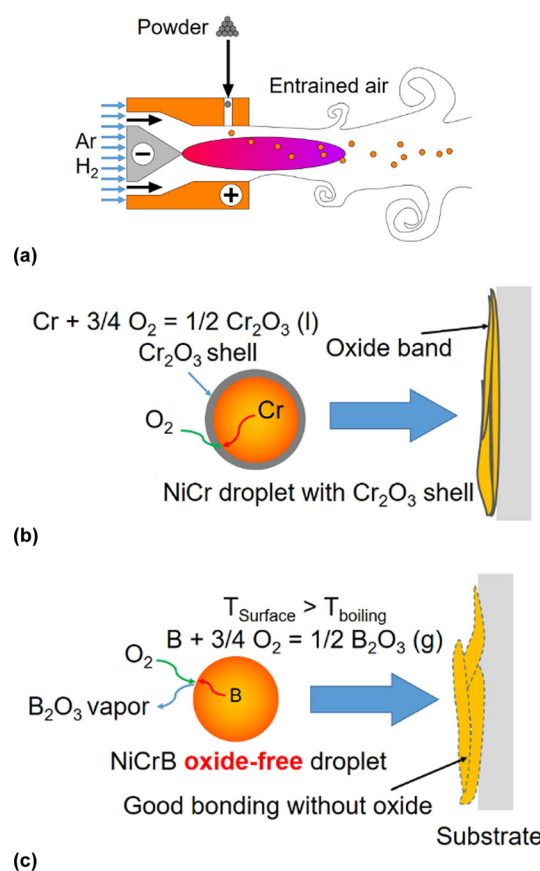 Powder
Entrained air
Ar
H₂
−
+
(a)
Cr + 3/4 O₂ = 1/2 Cr₂O₃ (l)
Cr₂O₃ shell
Oxide band
O₂
Cr
NiCr droplet with Cr₂O₃ shell
(b)
T_Surface > T_boiling
B + 3/4 O₂ = 1/2 B₂O₃ (g)
O₂
B
B₂O₃ vapor
NiCrB oxide-free droplet
Good bonding without oxide
Substrate
(c)